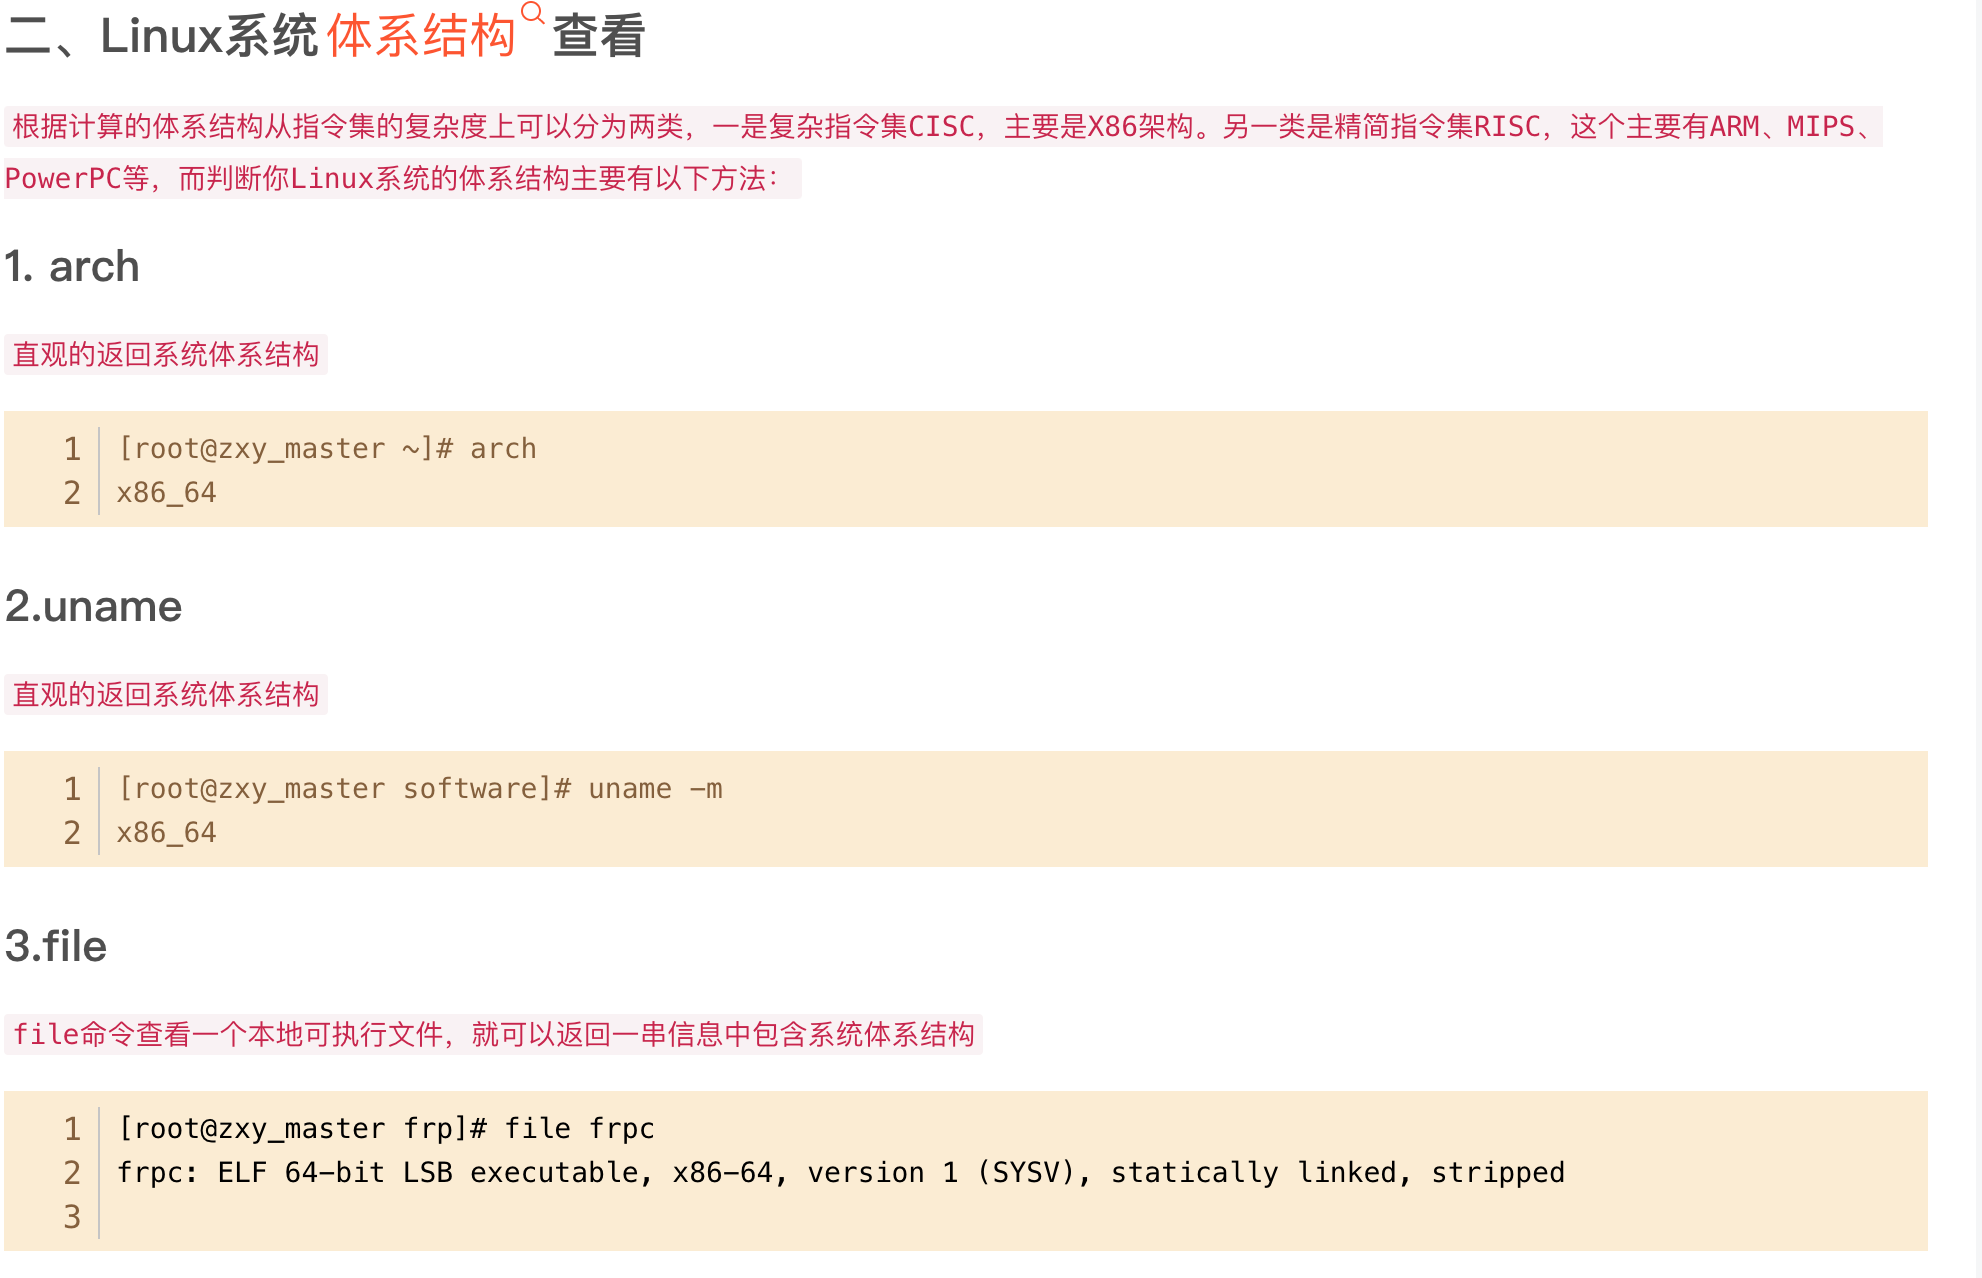 二、Linux系统体系结构查看
根据计算的体系结构从指令集的复杂度上可以分为两类，一是复杂指令集CISC，主要是X86架构。另一类是精简指令集RISC，这个主要有ARM、MIPS、
PowerPC等，而判断你Linux系统的体系结构主要有以下方法：
1. arch
直观的返回系统体系结构
1 [root@zxy_master ~]# arch
2 x86_64
2.uname
直观的返回系统体系结构
1 [root@zxy_master software]# uname -m
2 x86_64
3.file
file命令查看一个本地可执行文件，就可以返回一串信息中包含系统体系结构
1 [root@zxy_master frp]# file frpc
2 frpc: ELF 64-bit LSB executable, x86-64, version 1 (SYSV), statically linked, stripped
3